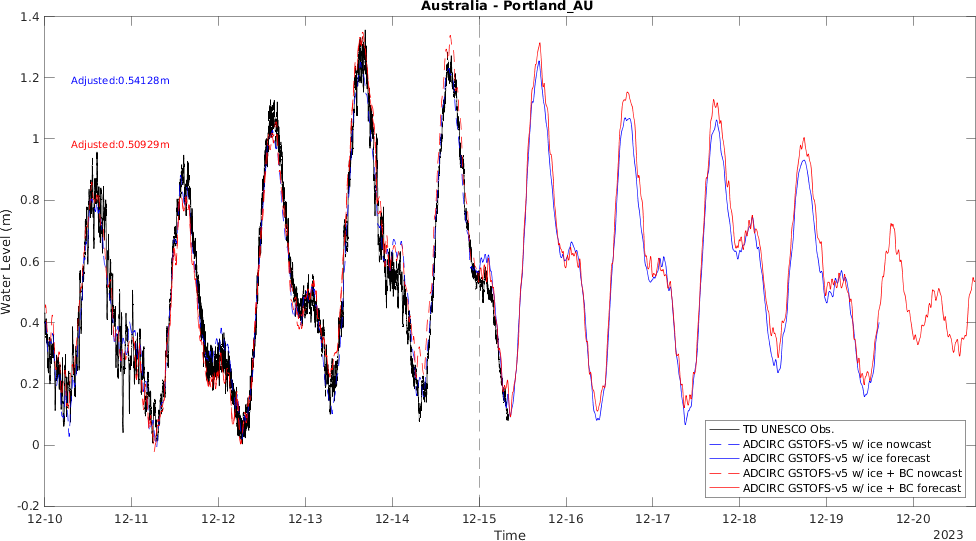 Australia - Portland_AU
1.4
1.2
1
0.8
0.6
0.4
0.2
0
-0.2
Water Level (m)
Adjusted:0.54128m
Adjusted:0.50929m
TD UNESCO Obs.
ADCIRC GSTOFS-v5 w/ ice nowcast
ADCIRC GSTOFS-v5 w/ ice forecast
ADCIRC GSTOFS-v5 w/ ice + BC nowcast
ADCIRC GSTOFS-v5 w/ ice + BC forecast
12-10 12-11 12-12 12-13 12-14 12-15 12-16 12-17 12-18 12-19 12-20
Time
2023